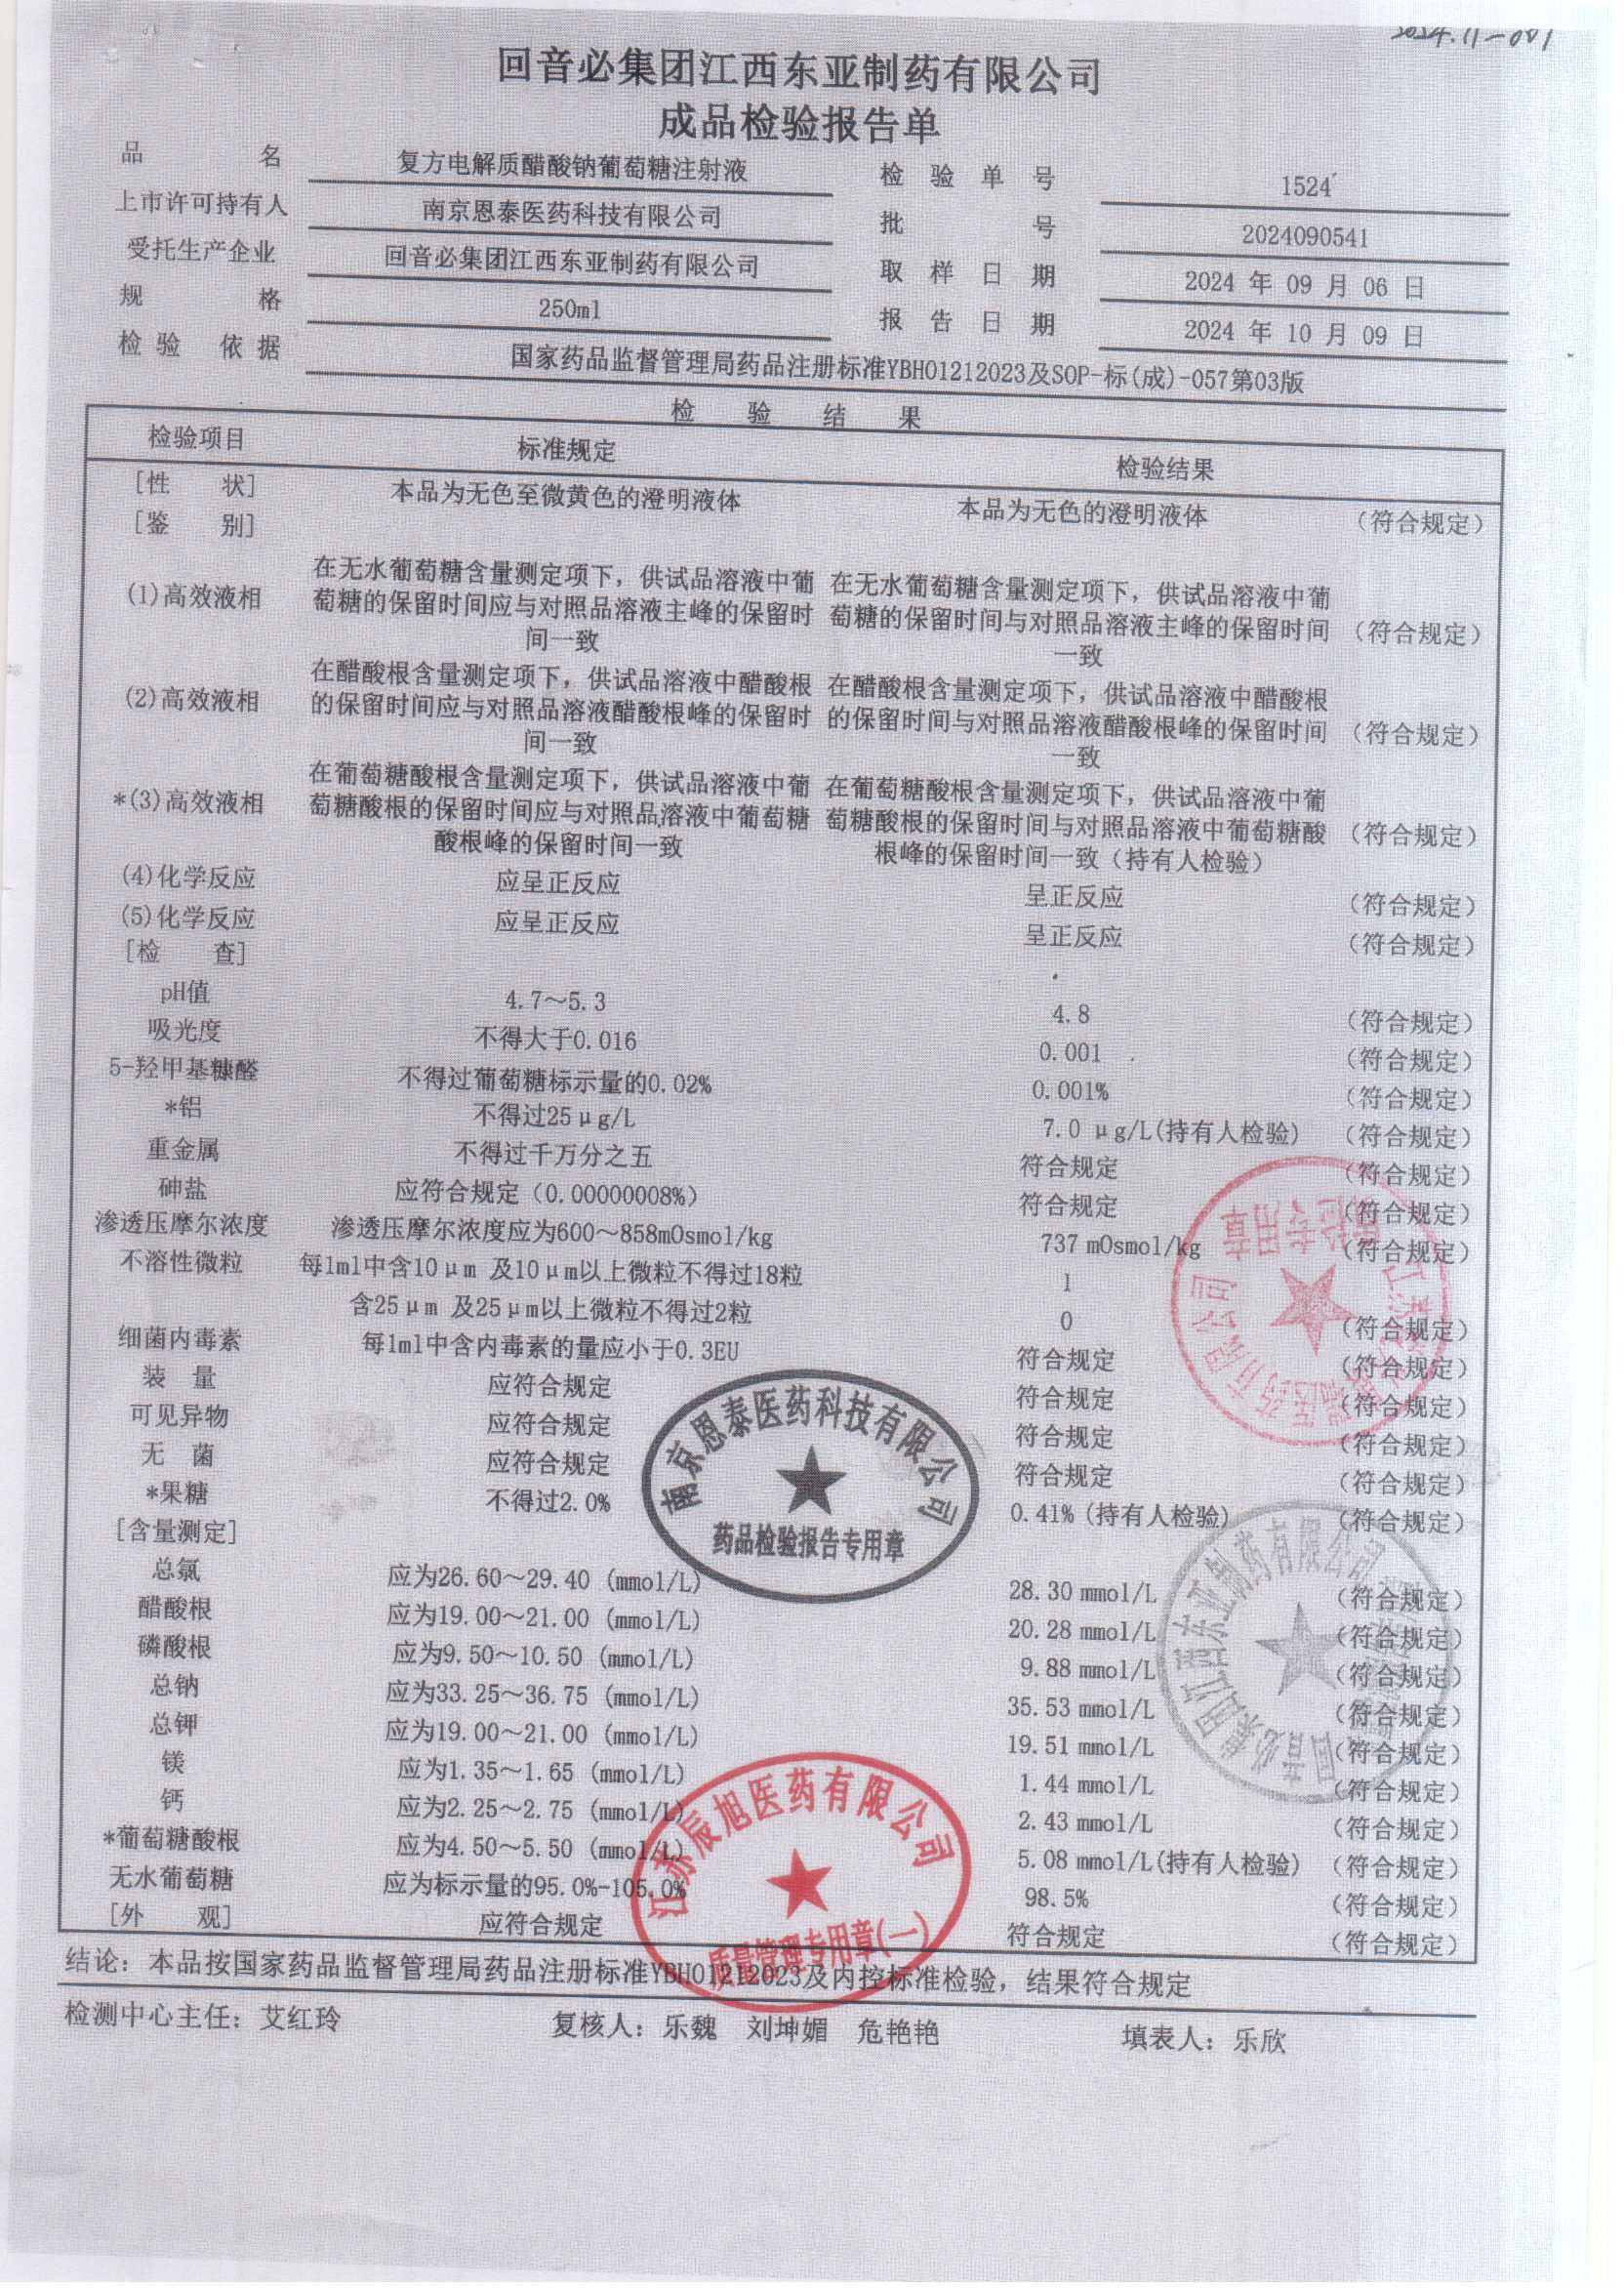 2024.11-001
回音必集团江西东亚制药有限公司
成品检验报告单
品名 复方电解质醋酸钠葡萄糖注射液 检验单号 1524
上市许可持有人 南京恩泰医药科技有限公司 批号 2024090541
受托生产企业 回音必集团江西东亚制药有限公司 取样日期 2024 年 09 月 06 日
规格 250ml 报告日期 2024 年 10 月 09 日
检验依据 国家药品监督管理局药品注册标准YBH01212023及SOP-标(成)-057第03版
检验结果
检验项目 标准规定 检验结果
[性状] 本品为无色至微黄色的澄明液体 本品为无色的澄明液体 (符合规定)
[鉴别]
(1)高效液相 在无水葡萄糖含量测定项下，供试品溶液中葡 在无水葡萄糖含量测定项下，供试品溶液中葡
萄糖的保留时间应与对照品溶液主峰的保留时 萄糖的保留时间与对照品溶液主峰的保留时间 (符合规定)
间一致 一致
(2)高效液相 在醋酸根含量测定项下，供试品溶液中醋酸根 在醋酸根含量测定项下，供试品溶液中醋酸根
的保留时间应与对照品溶液醋酸根峰的保留时 的保留时间与对照品溶液醋酸根峰的保留时间 (符合规定)
间一致 一致
*(3)高效液相 在葡萄糖酸根含量测定项下，供试品溶液中葡 在葡萄糖酸根含量测定项下，供试品溶液中葡
萄糖酸根的保留时间应与对照品溶液中葡萄糖 萄糖酸根的保留时间与对照品溶液中葡萄糖酸 (符合规定)
酸根峰的保留时间一致 根峰的保留时间一致（持有人检验）
(4)化学反应 应呈正反应 呈正反应 (符合规定)
(5)化学反应 应呈正反应 呈正反应 (符合规定)
[检查]
pH值 4.7～5.3 4.8 (符合规定)
吸光度 不得大于0.016 0.001 (符合规定)
5-羟甲基糠醛 不得过葡萄糖标示量的0.02% 0.001% (符合规定)
*铝 不得过25μg/L 7.0 μg/L(持有人检验) (符合规定)
重金属 不得过千万分之五 符合规定 (符合规定)
砷盐 应符合规定（0.00000008%） 符合规定 (符合规定)
渗透压摩尔浓度 渗透压摩尔浓度应为600～858mOsmol/kg 737 mOsmol/kg (符合规定)
不溶性微粒 每1ml中含10μm 及10μm以上微粒不得过18粒 1
含25μm 及25μm以上微粒不得过2粒 0 (符合规定)
细菌内毒素 每1ml中含内毒素的量应小于0.3EU 符合规定 (符合规定)
装量 应符合规定 符合规定 (符合规定)
可见异物 应符合规定 符合规定 (符合规定)
无菌 应符合规定 符合规定 (符合规定)
*果糖 不得过2.0% 0.41%(持有人检验) (符合规定)
[含量测定]
总氯 应为26.60～29.40 (mmol/L) 28.30 mmol/L (符合规定)
醋酸根 应为19.00～21.00 (mmol/L) 20.28 mmol/L (符合规定)
磷酸根 应为9.50～10.50 (mmol/L) 9.88 mmol/L (符合规定)
总钠 应为33.25～36.75 (mmol/L) 35.53 mmol/L (符合规定)
总钾 应为19.00～21.00 (mmol/L) 19.51 mmol/L (符合规定)
镁 应为1.35～1.65 (mmol/L) 1.44 mmol/L (符合规定)
钙 应为2.25～2.75 (mmol/L) 2.43 mmol/L (符合规定)
*葡萄糖酸根 应为4.50～5.50 (mmol/L) 5.08 mmol/L(持有人检验) (符合规定)
无水葡萄糖 应为标示量的95.0%-105.0% 98.5% (符合规定)
[外观] 应符合规定 符合规定 (符合规定)
结论：本品按国家药品监督管理局药品注册标准YBH01212023及内控标准检验，结果符合规定
检测中心主任：艾红玲 复核人：乐魏 刘坤媚 危艳艳 填表人：乐欣
南京恩泰医药科技有限公司
药品检验报告专用章
江苏辰旭医药有限公司
质量管理专用章(一)
回音必集团江西东亚制药有限公司